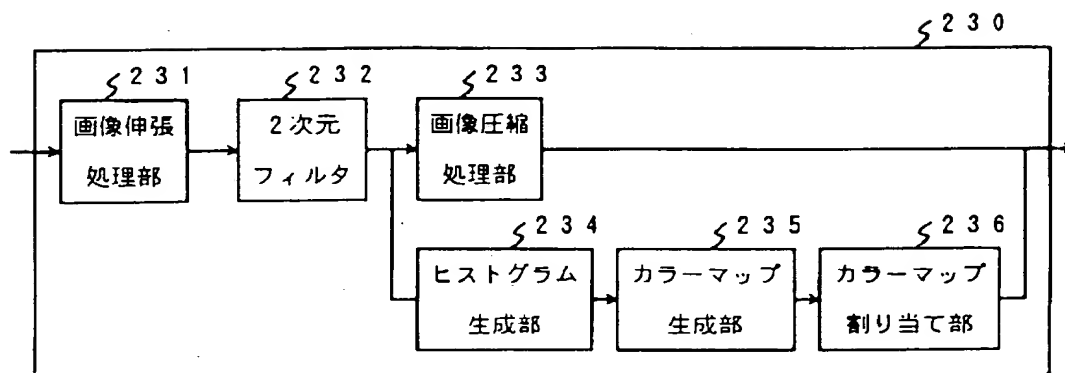 230
231
232
233
画像伸張
処理部
2次元
フィルタ
画像圧縮
処理部
234
235
236
ヒストグラム
生成部
カラーマップ
生成部
カラーマップ
割り当て部